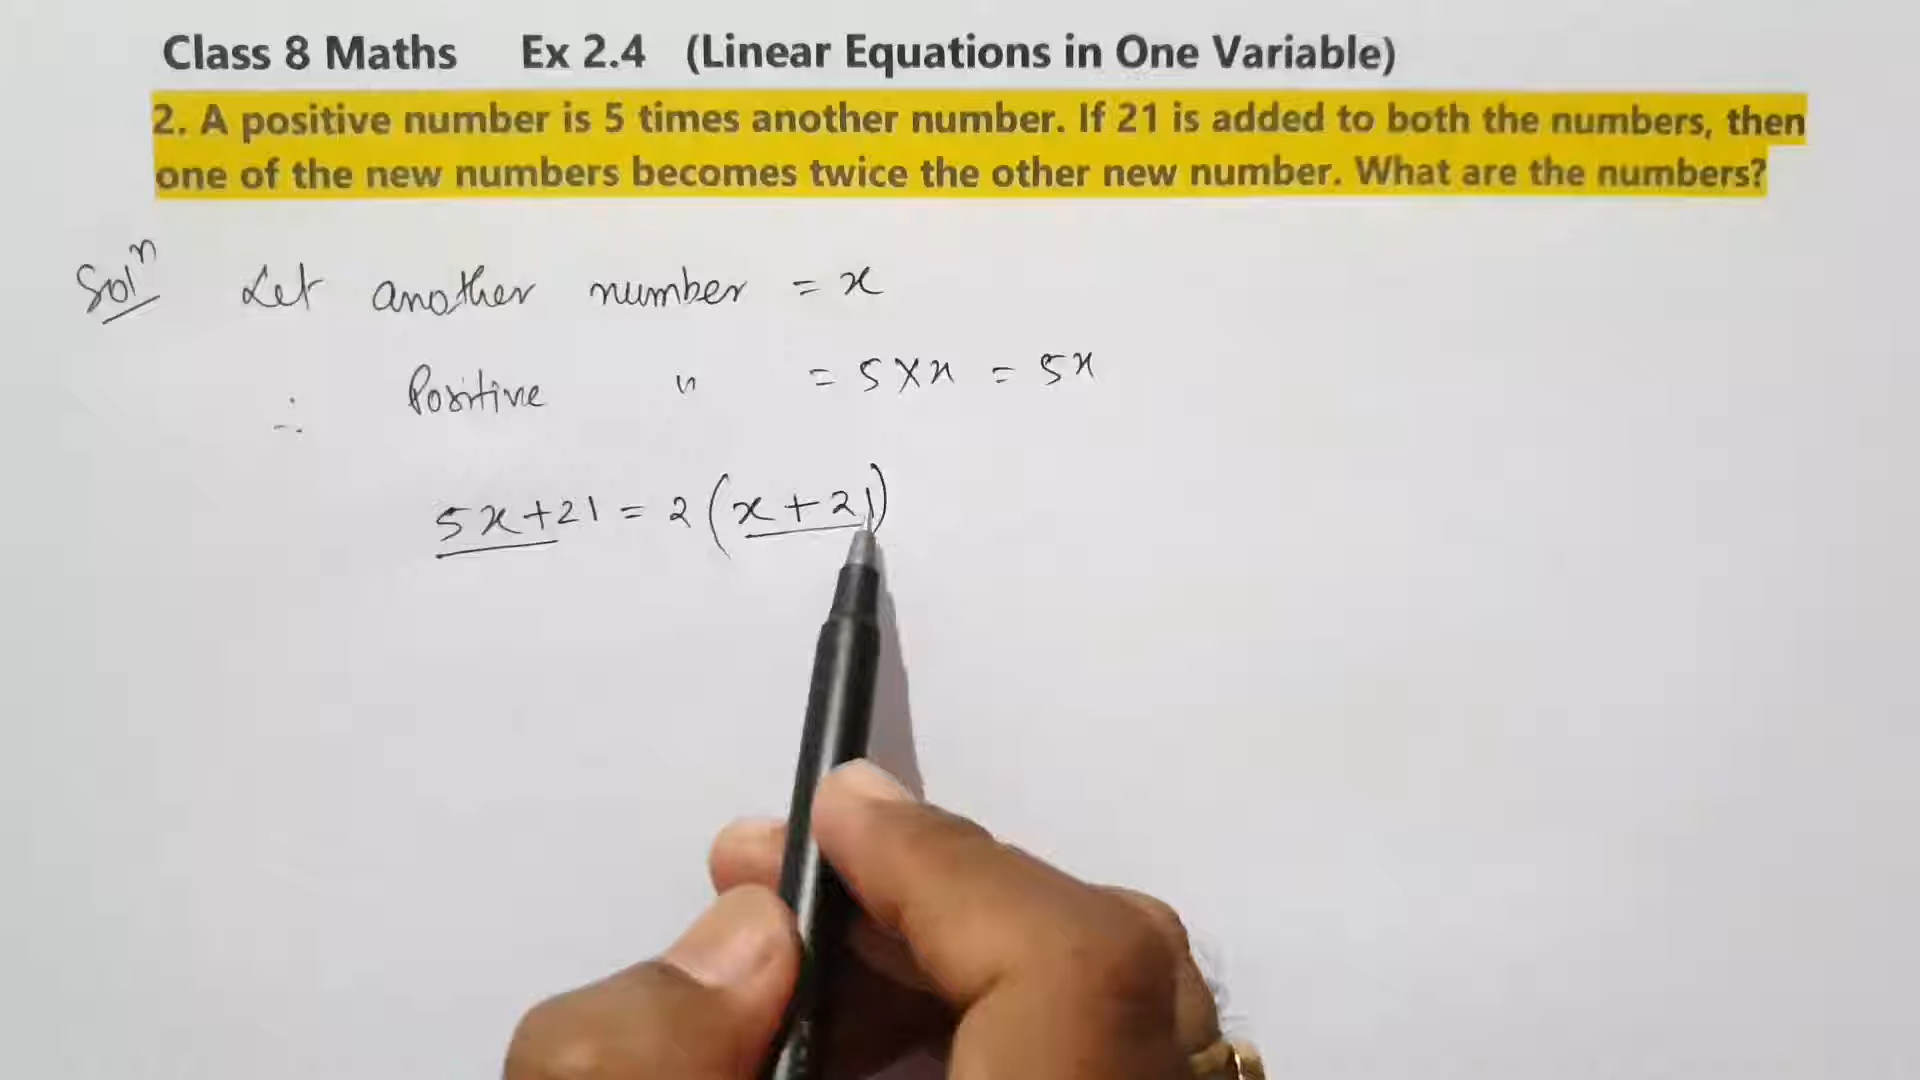 Class 8 Maths Ex 2.4 (Linear Equations in One Variable)
2. A positive number is 5 times another number. If 21 is added to both the numbers, then
one of the new numbers becomes twice the other new number. What are the numbers?
Solⁿ Let another number = x
∴ Positive " = 5 × x = 5x
5x + 21 = 2 (x + 21)